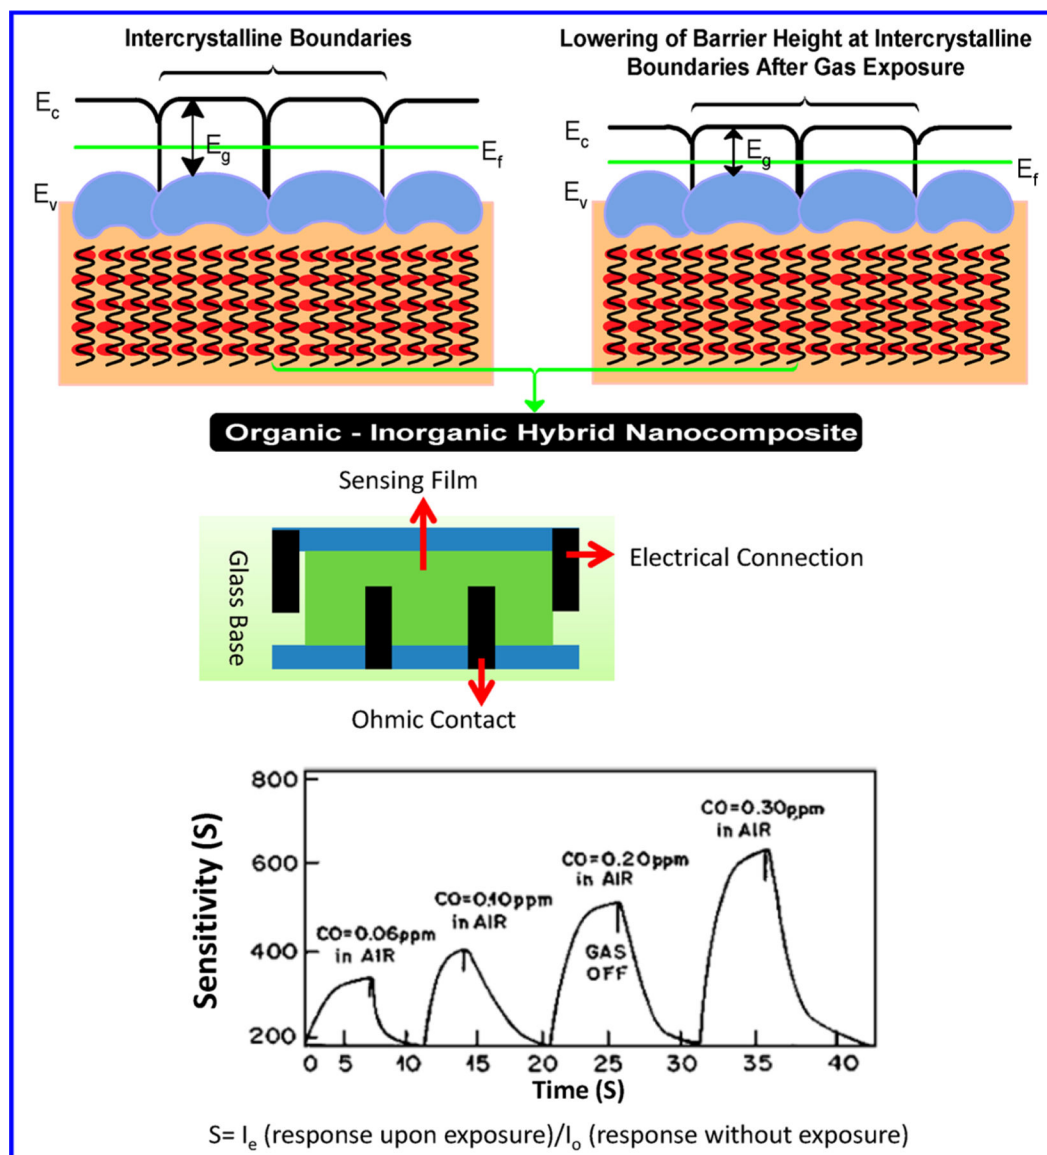 Intercrystalline Boundaries
Lowering of Barrier Height at Intercrystalline
Boundaries After Gas Exposure
Ec
Eg
Ef
Ev
Ec
Eg
Ef
Ev
Organic - Inorganic Hybrid Nanocomposite
Sensing Film
Glass Base
Electrical Connection
Ohmic Contact
Sensitivity (S)
800
600
400
200
CO=0.06ppm
in AIR
CO=0.10ppm
in AIR
CO=0.20ppm
in AIR
GAS
OFF
CO=0.30ppm
in AIR
0 5 10 15 20 25 30 35 40
Time (S)
S= Ie (response upon exposure)/Io (response without exposure)